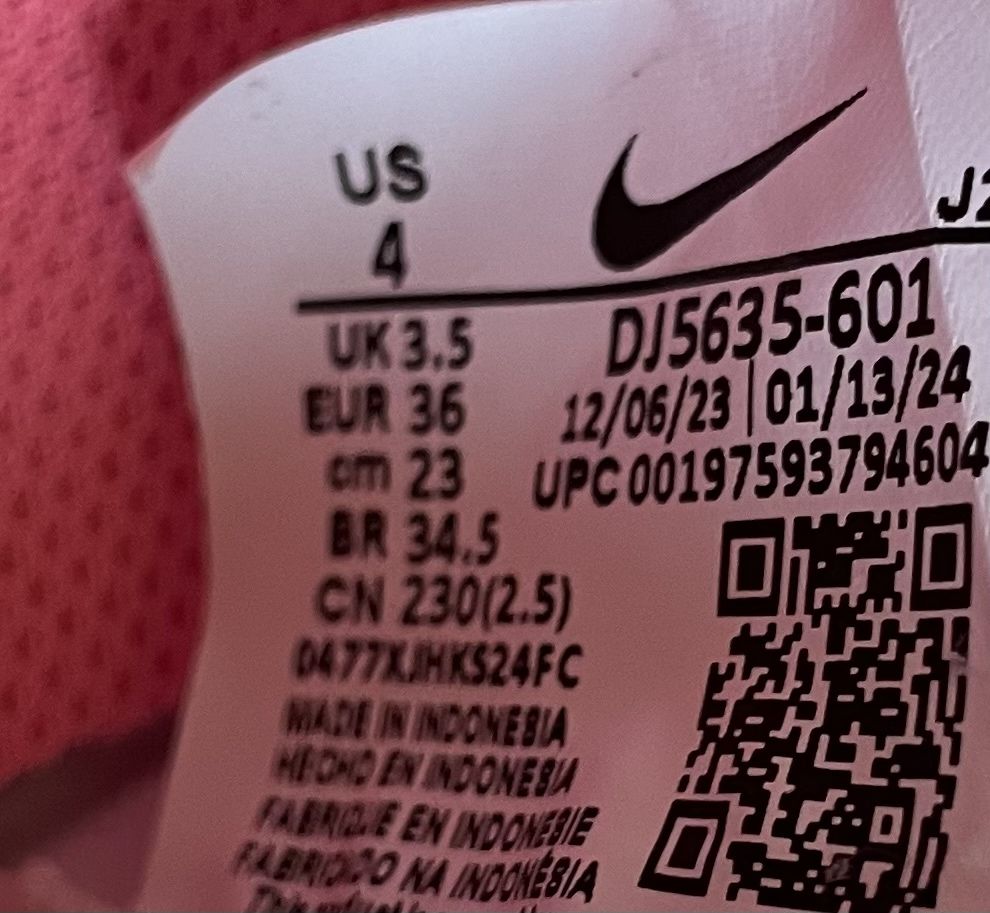 US
4
J2
UK 3.5
DJ5635-601
EUR 36
12/06/23 | 01/13/24
cm 23
UPC 00197593794604
BR 34.5
CN 230(2.5)
MADE IN INDONESIA
HECHO EN INDONESIA
FABRIQUE EN INDONESIE
FABRICADO NA INDONÉSIA